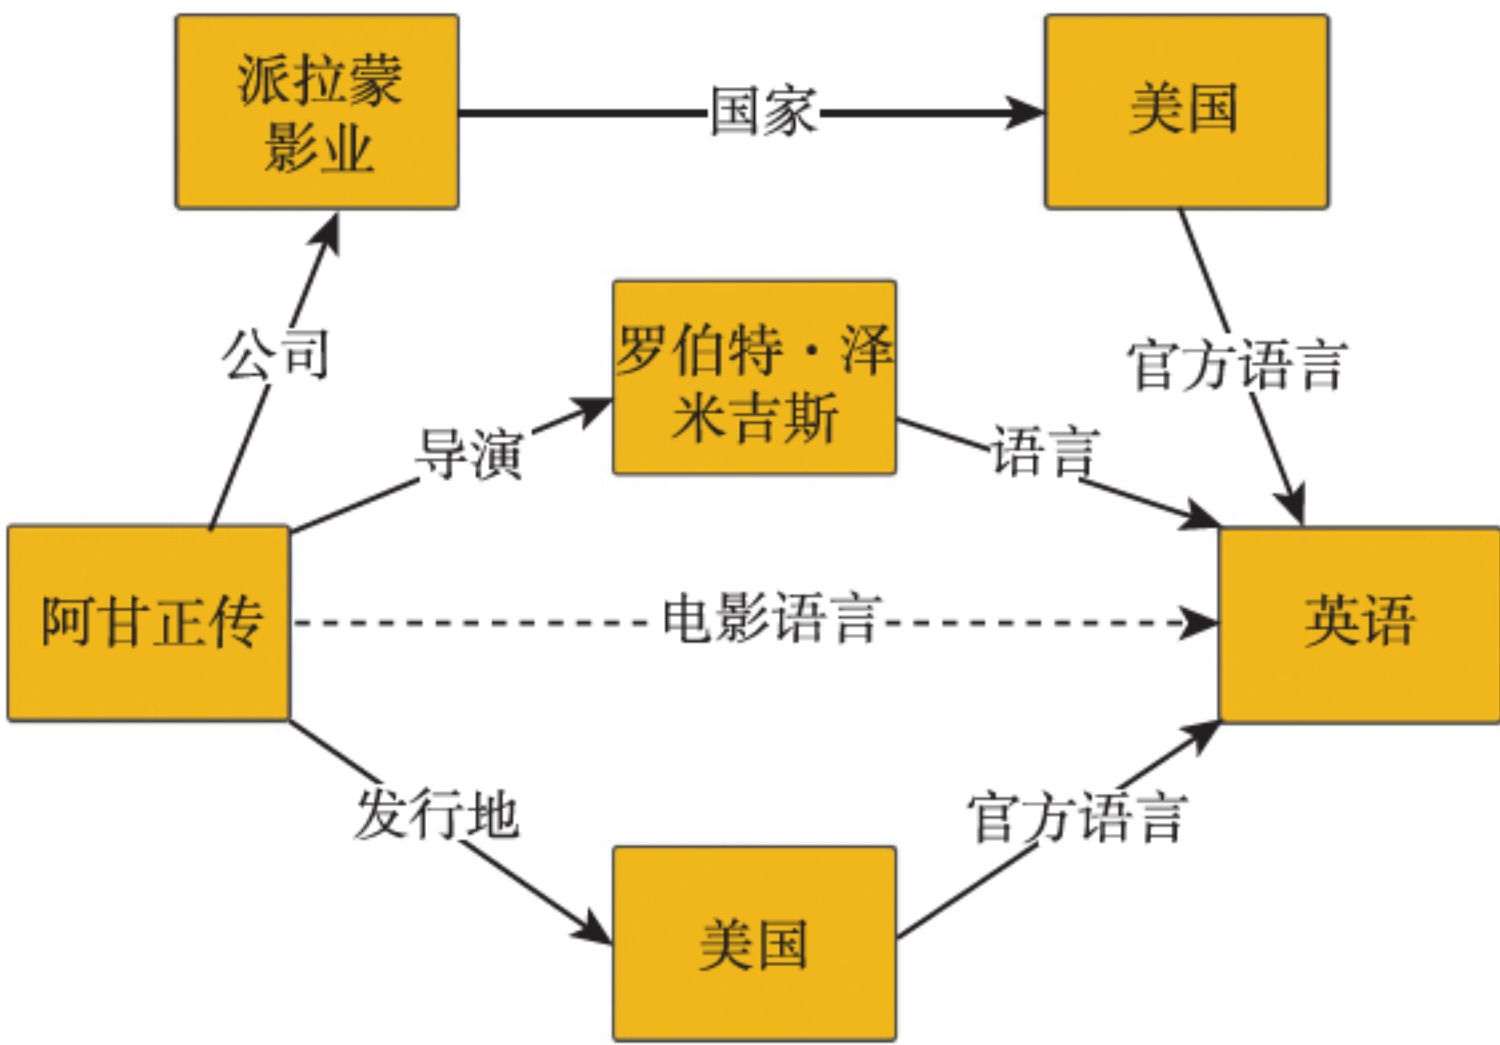 派拉蒙
影业
国家
美国
公司
罗伯特·泽
米吉斯
官方语言
导演
语言
阿甘正传
电影语言
英语
发行地
官方语言
美国